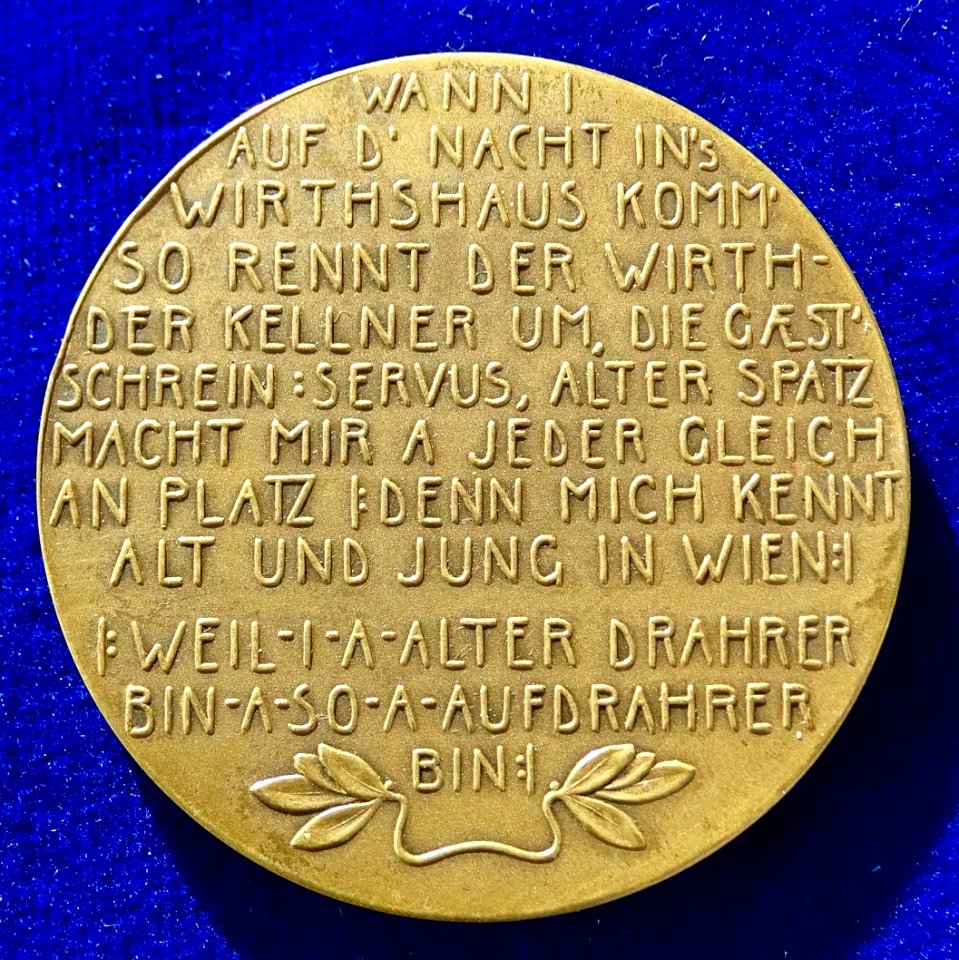 WANN I
AUF D' NACHT IN's
WIRTHSHAUS KOMM'
SO RENNT DER WIRTH-
DER KELLNER UM, DIE GÆST'
SCHREIN : SERVUS, ALTER SPATZ
MACHT MIR A JEDER GLEICH
AN PLATZ |: DENN MICH KENNT
ALT UND JUNG IN WIEN :|
|: WEIL-I-A-ALTER DRAHRER
BIN-A-SO-A-AUFDRAHRER
BIN :|